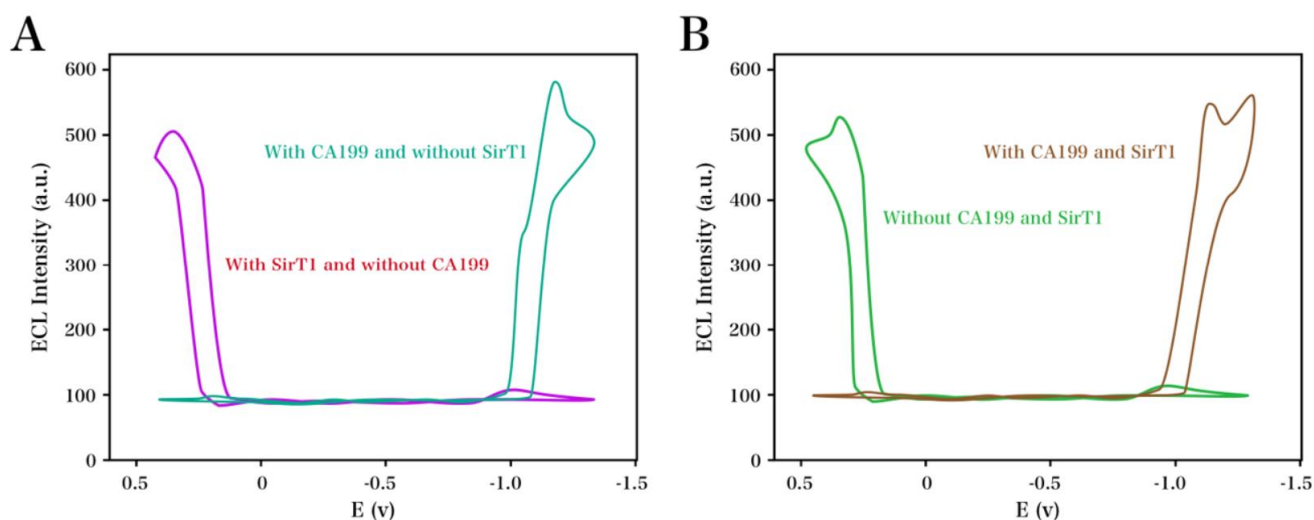 A
B
600
500
400
300
200
100
0
ECL Intensity (a.u.)
With CA199 and without SirT1
With SirT1 and without CA199
0.5
0
-0.5
-1.0
-1.5
E (v)
600
500
400
300
200
100
0
ECL Intensity (a.u.)
With CA199 and SirT1
Without CA199 and SirT1
0.5
0
-0.5
-1.0
-1.5
E (v)